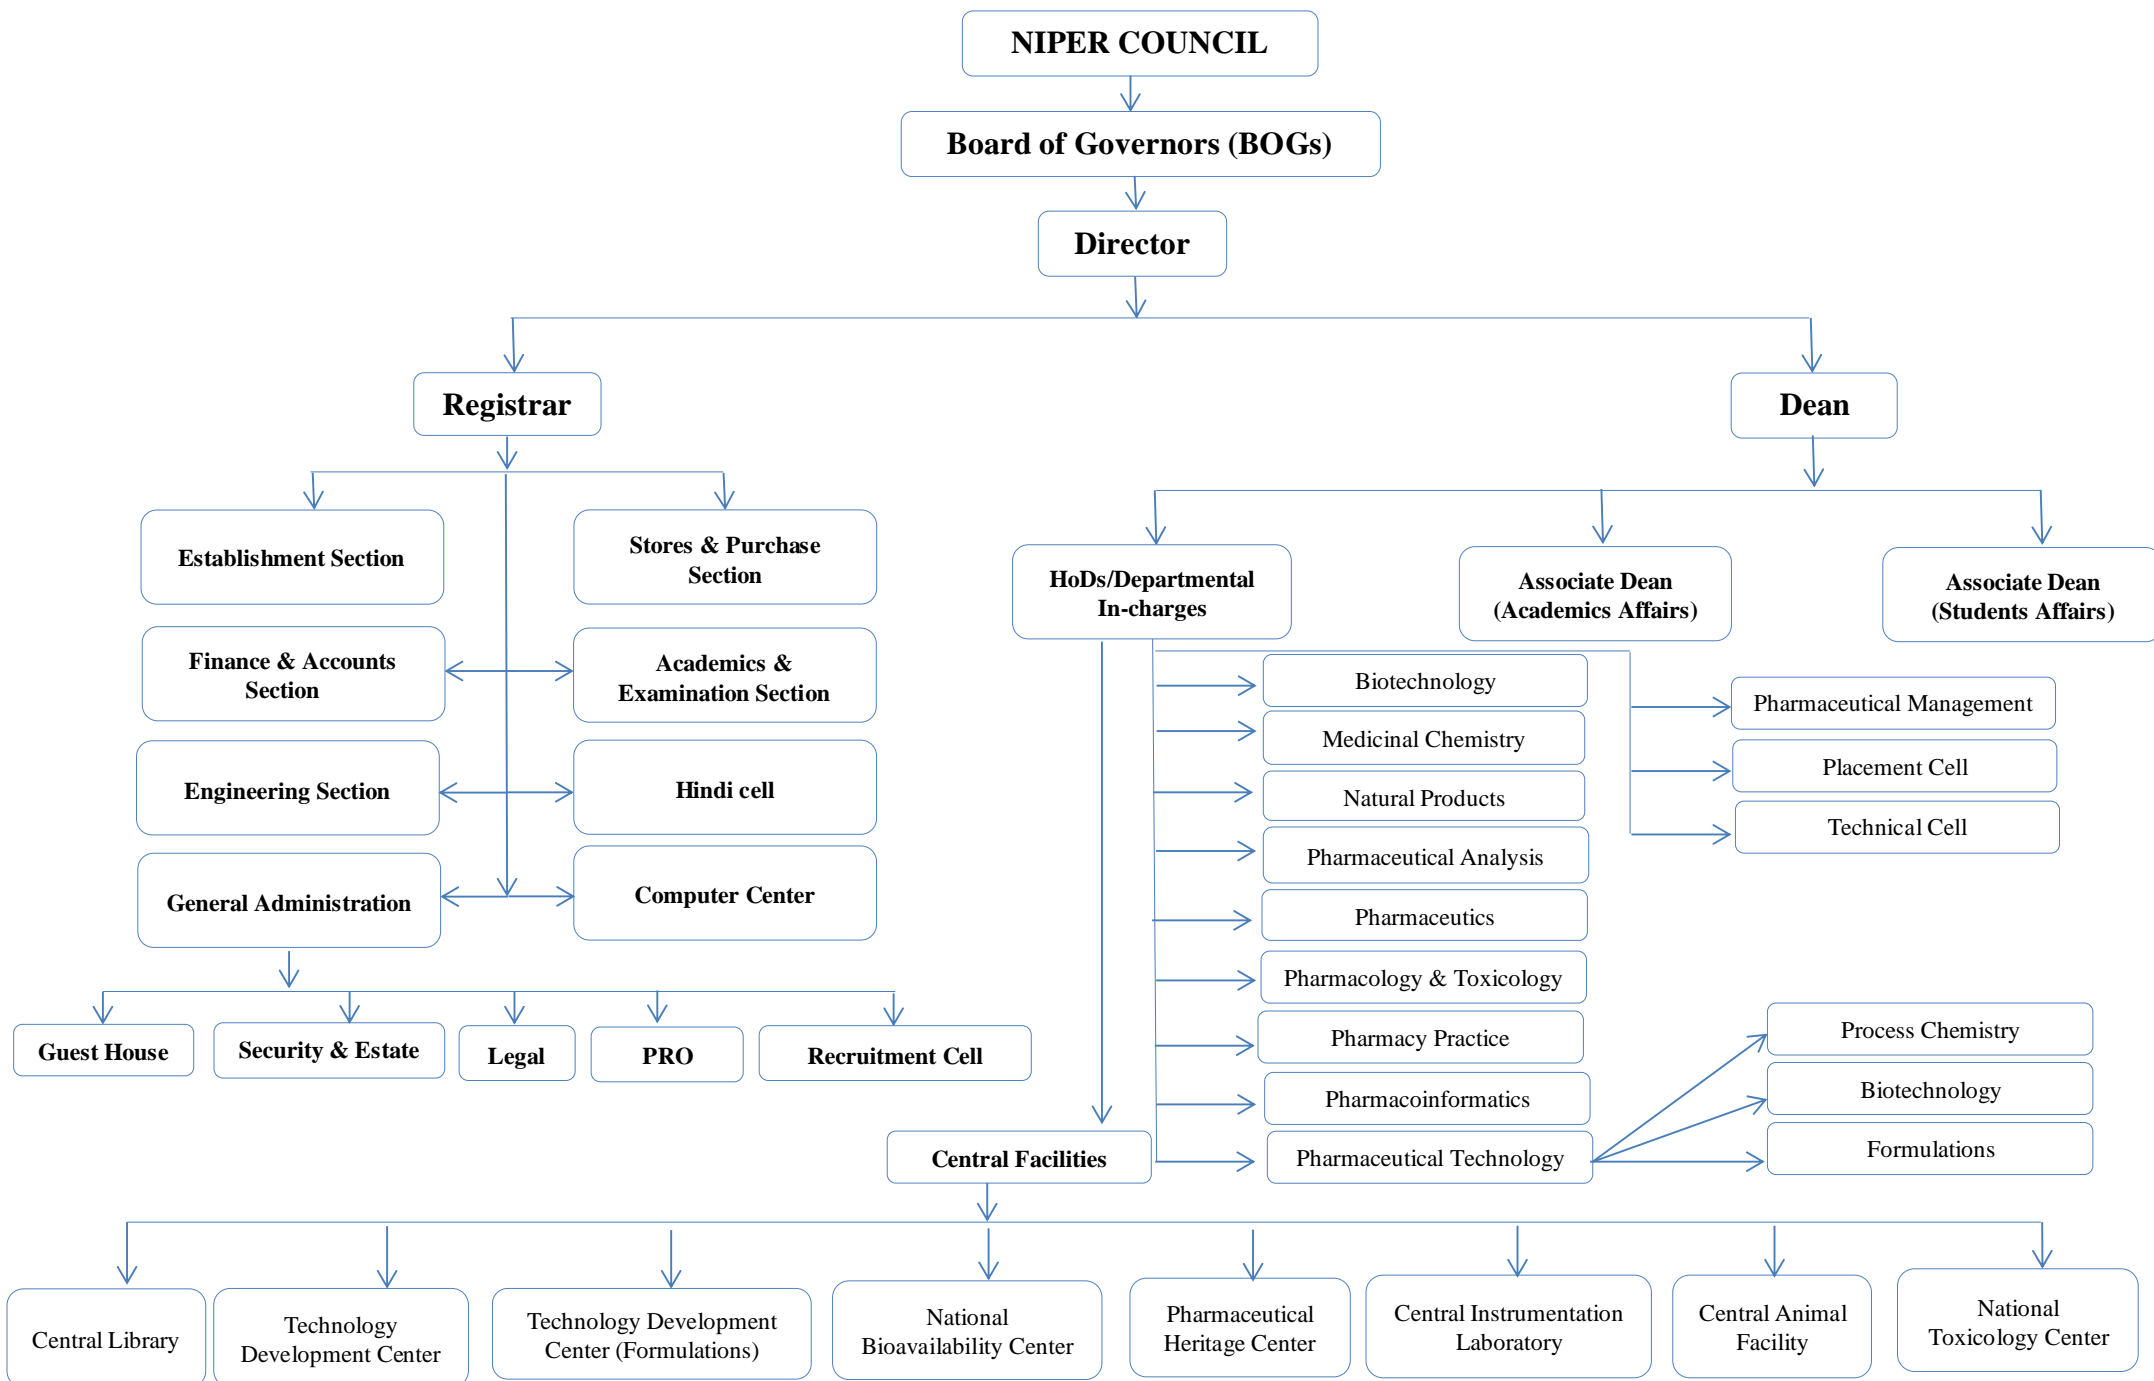 NIPER COUNCIL
Board of Governors (BOGs)
Director
Registrar
Dean
Establishment Section
Stores & Purchase
Section
Finance & Accounts
Section
Academics &
Examination Section
Engineering Section
Hindi cell
General Administration
Computer Center
Guest House
Security & Estate
Legal
PRO
Recruitment Cell
HoDs/Departmental
In-charges
Associate Dean
(Academics Affairs)
Associate Dean
(Students Affairs)
Biotechnology
Medicinal Chemistry
Natural Products
Pharmaceutical Analysis
Pharmaceutics
Pharmacology & Toxicology
Pharmacy Practice
Pharmacoinformatics
Pharmaceutical Technology
Pharmaceutical Management
Placement Cell
Technical Cell
Process Chemistry
Biotechnology
Formulations
Central Facilities
Central Library
Technology
Development Center
Technology Development
Center (Formulations)
National
Bioavailability Center
Pharmaceutical
Heritage Center
Central Instrumentation
Laboratory
Central Animal
Facility
National
Toxicology Center